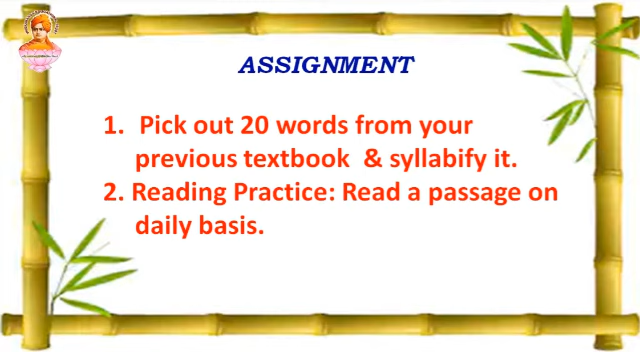 ASSIGNMENT
1. Pick out 20 words from your
previous textbook & syllabify it.
2. Reading Practice: Read a passage on
daily basis.